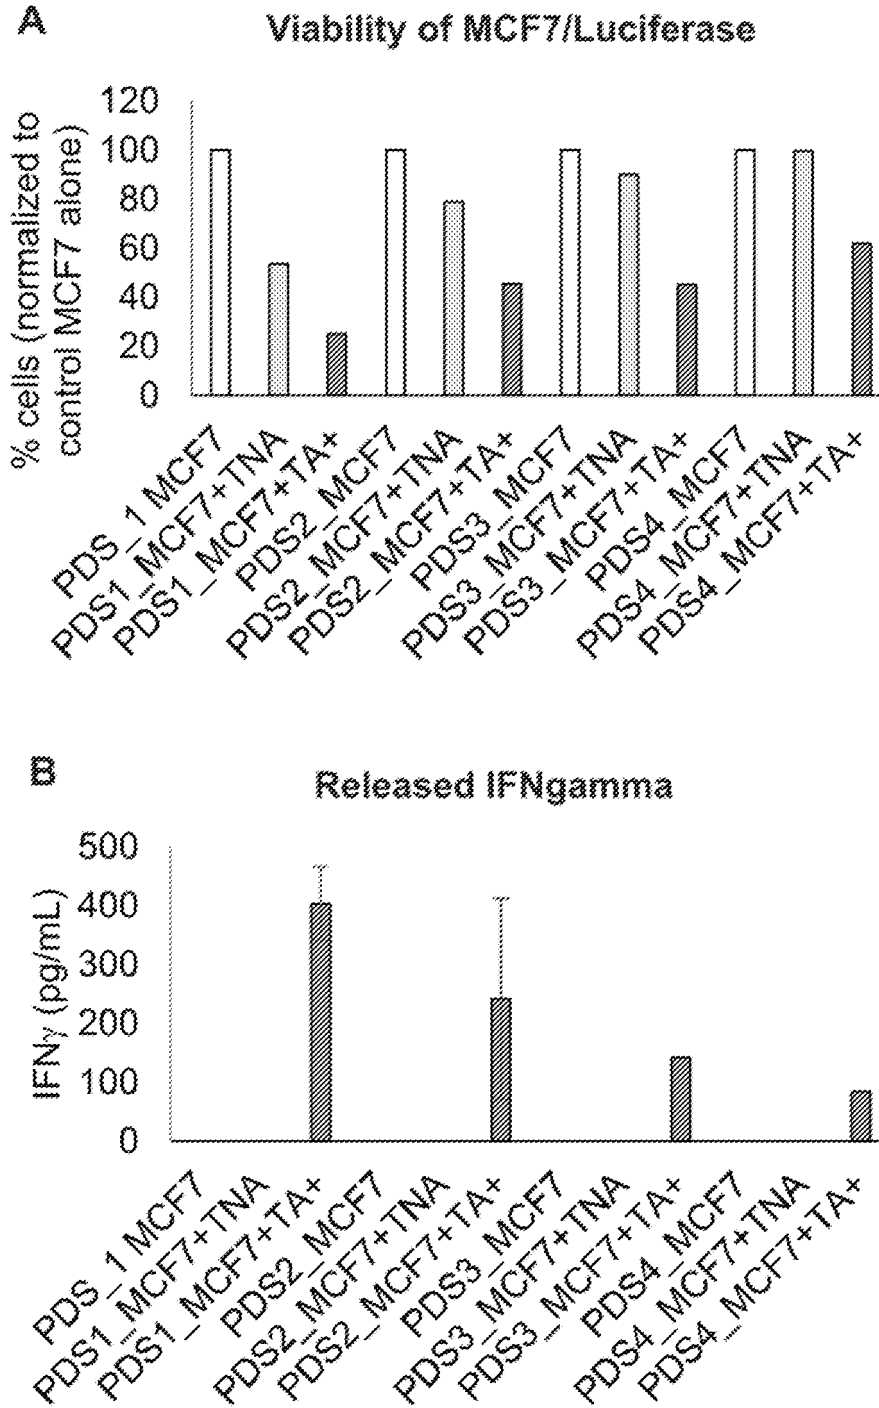 A
Viability of MCF7/Luciferase
% cells (normalized to
control MCF7 alone)
120
100
80
60
40
20
0
PDS_1 MCF7
PDS1_MCF7+TNA
PDS1_MCF7+TA+
PDS2_MCF7
PDS2_MCF7+TNA
PDS2_MCF7+TA+
PDS3_MCF7
PDS3_MCF7+TNA
PDS3_MCF7+TA+
PDS4_MCF7
PDS4_MCF7+TNA
PDS4_MCF7+TA+
B
Released IFNgamma
IFNγ (pg/mL)
500
400
300
200
100
0
PDS_1 MCF7
PDS1_MCF7+TNA
PDS1_MCF7+TA+
PDS2_MCF7
PDS2_MCF7+TNA
PDS2_MCF7+TA+
PDS3_MCF7
PDS3_MCF7+TNA
PDS3_MCF7+TA+
PDS4_MCF7
PDS4_MCF7+TNA
PDS4_MCF7+TA+